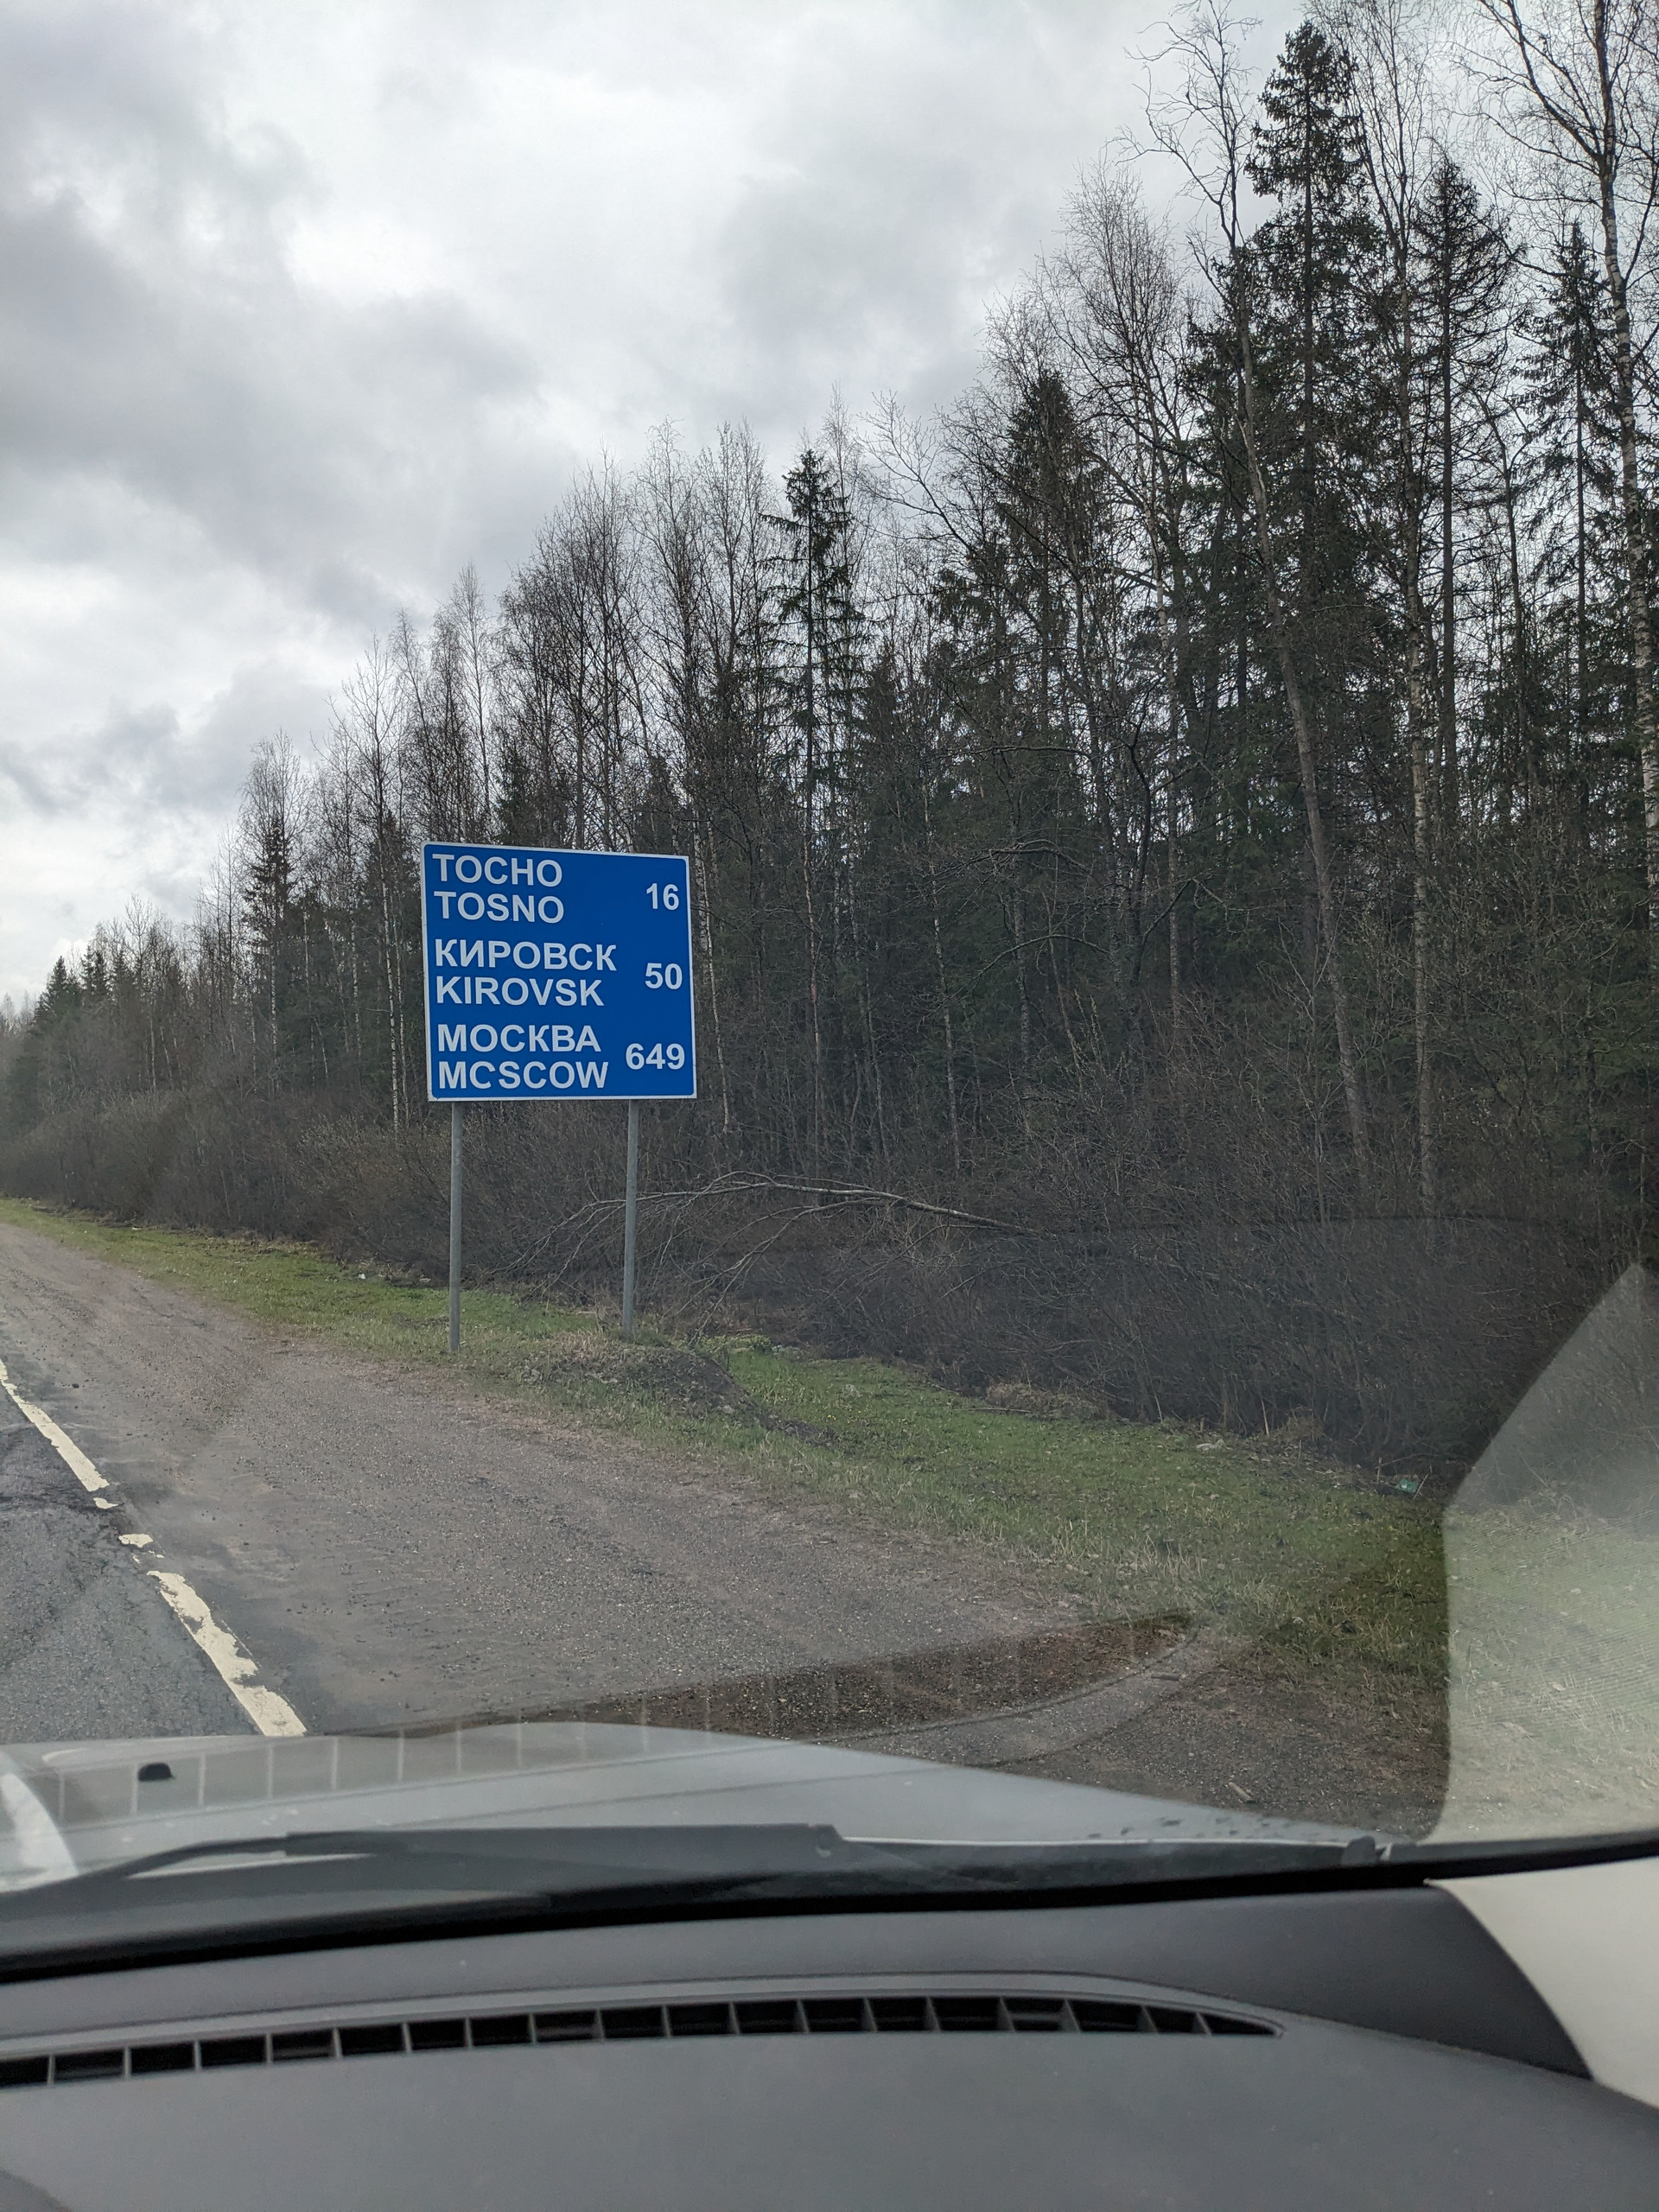 ТОСНО
TOSNO 16
КИРОВСК
KIROVSK 50
МОСКВА
MCSCOW 649